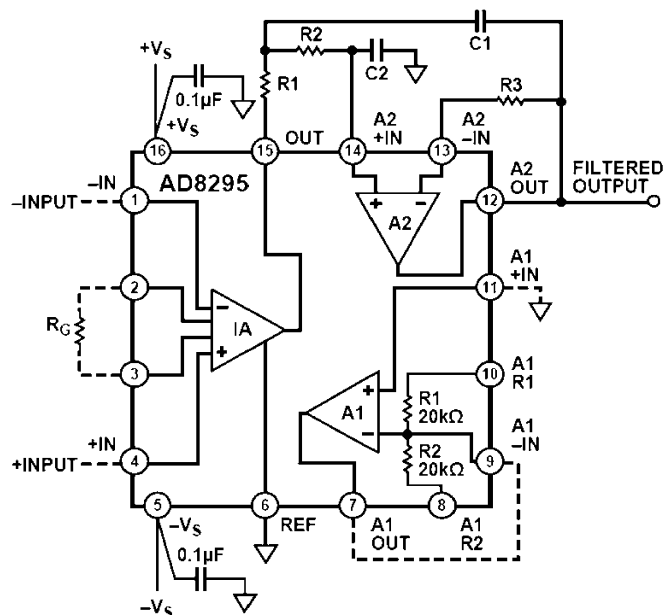 R2
C1
+VS
C2
R3
0.1µF
R1
+VS
OUT
A2
+IN
A2
–IN
16
15
14
13
AD8295
A2
OUT
FILTERED
OUTPUT
–IN
–INPUT
1
+
–
A2
12
2
A1
+IN
11
RG
–
IA
+
3
A1
R1
10
+
A1
–
R1
20kΩ
R2
20kΩ
A1
–IN
9
+IN
+INPUT
4
5
6
7
8
–VS
REF
A1
OUT
A1
R2
0.1µF
–VS